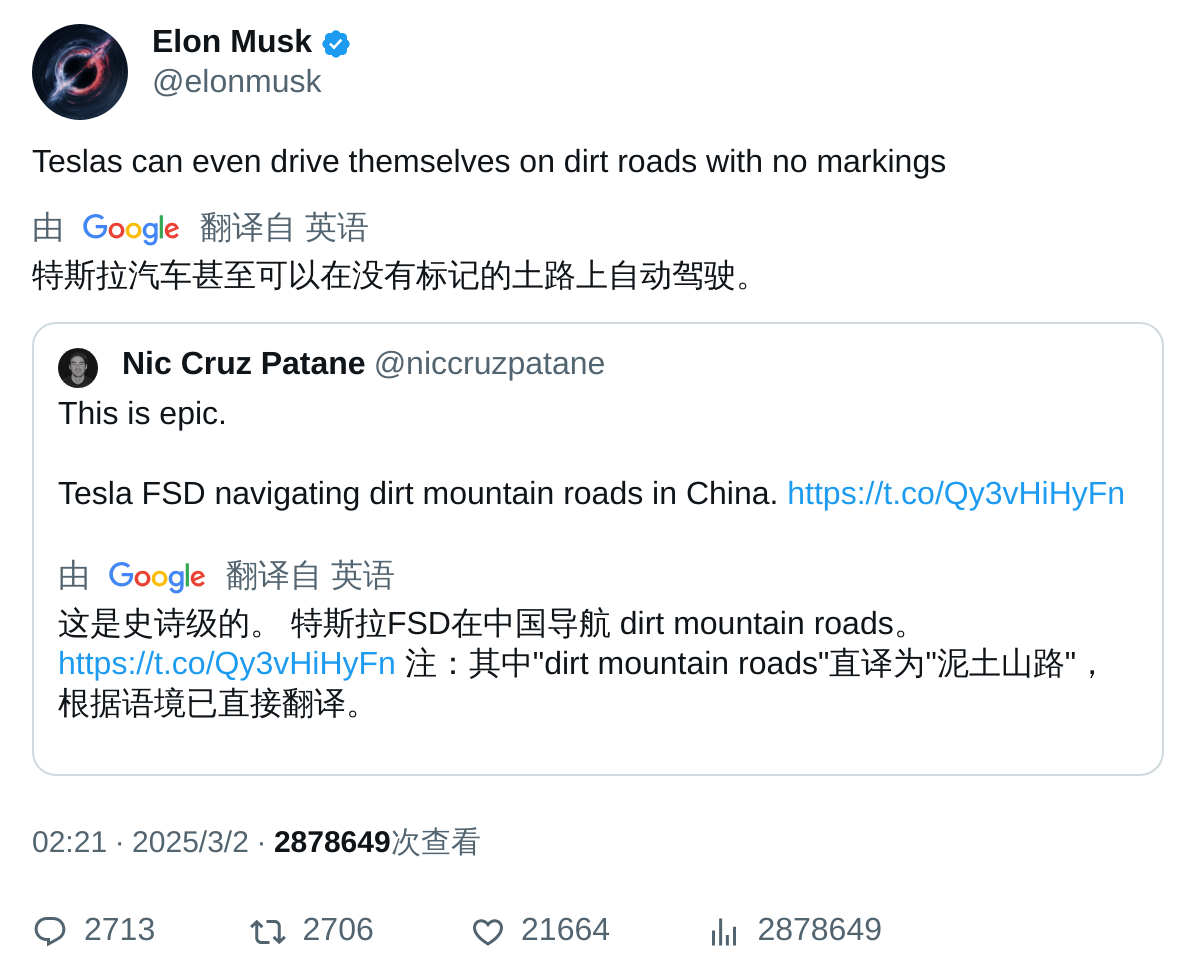 Elon Musk
@elonmusk
Teslas can even drive themselves on dirt roads with no markings
由 Google 翻译自 英语
特斯拉汽车甚至可以在没有标记的土路上自动驾驶。
Nic Cruz Patane @niccruzpatane
This is epic.
Tesla FSD navigating dirt mountain roads in China. https://t.co/Qy3vHiHyFn
由 Google 翻译自 英语
这是史诗级的。 特斯拉FSD在中国导航 dirt mountain roads。
https://t.co/Qy3vHiHyFn 注：其中"dirt mountain roads"直译为"泥土山路"，
根据语境已直接翻译。
02:21 · 2025/3/2 · 2878649次查看
2713 2706 21664 2878649